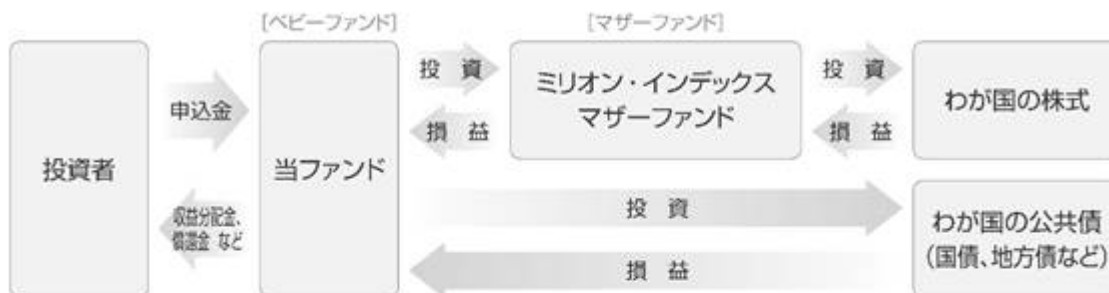 [ベビーファンド]
[マザーファンド]
投資者
申込金
収益分配金、
償還金 など
当ファンド
投 資
損 益
ミリオン・インデックス
マザーファンド
投 資
損 益
わが国の株式
投 資
損 益
わが国の公共債
(国債、地方債など)